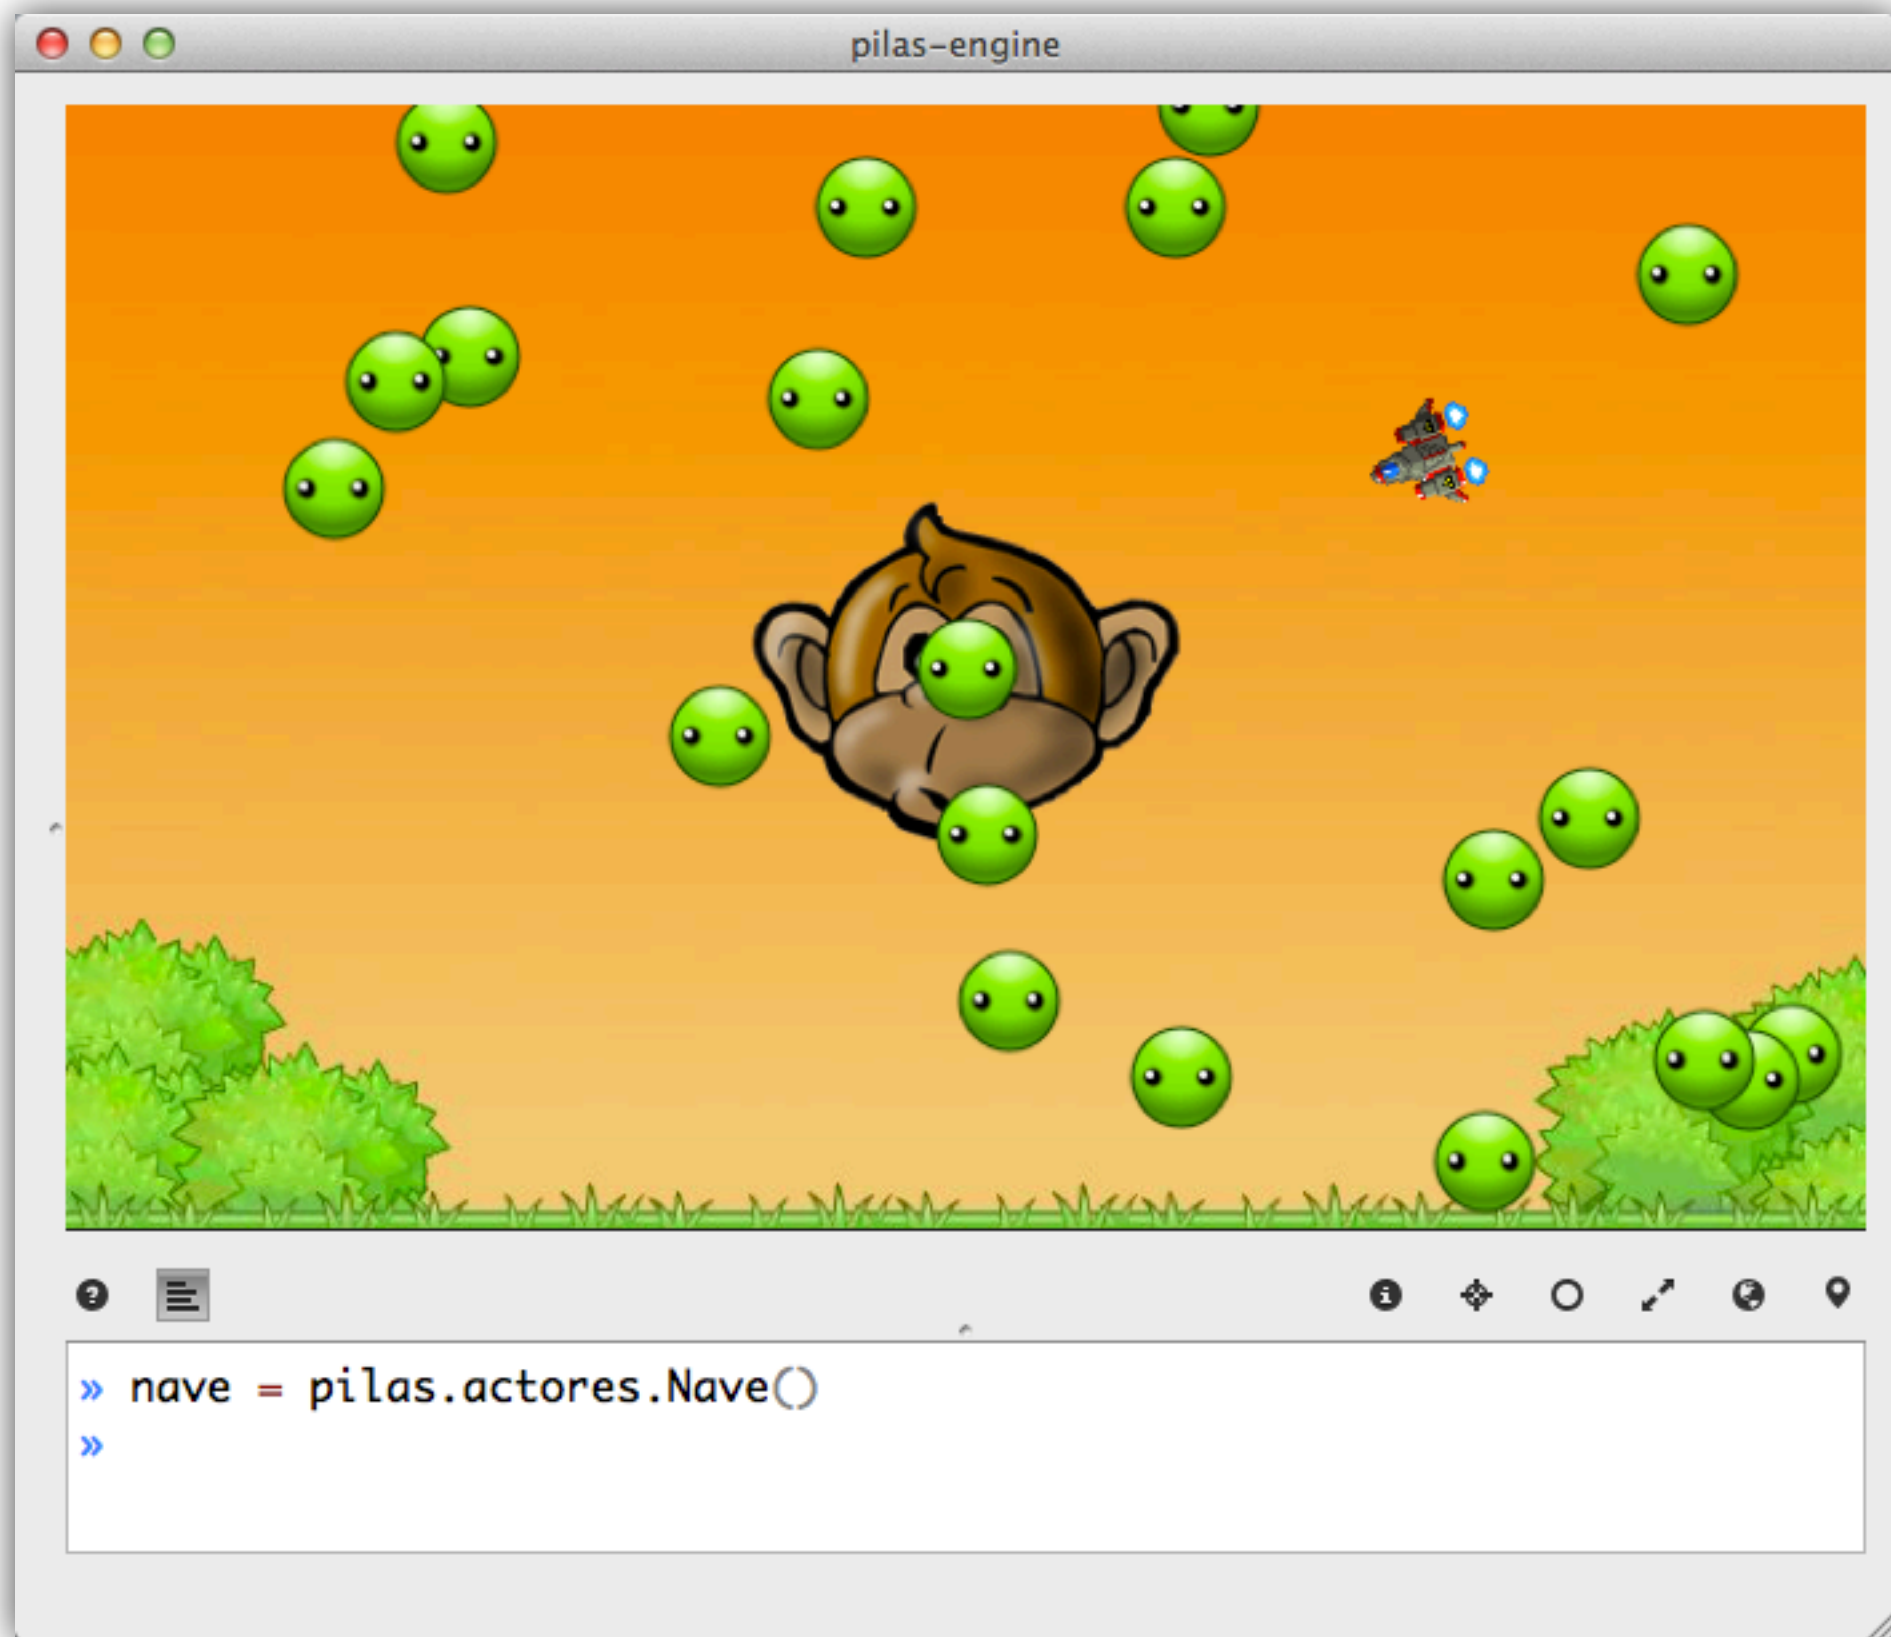 pilas-engine
» nave = pilas.actores.Nave()
»